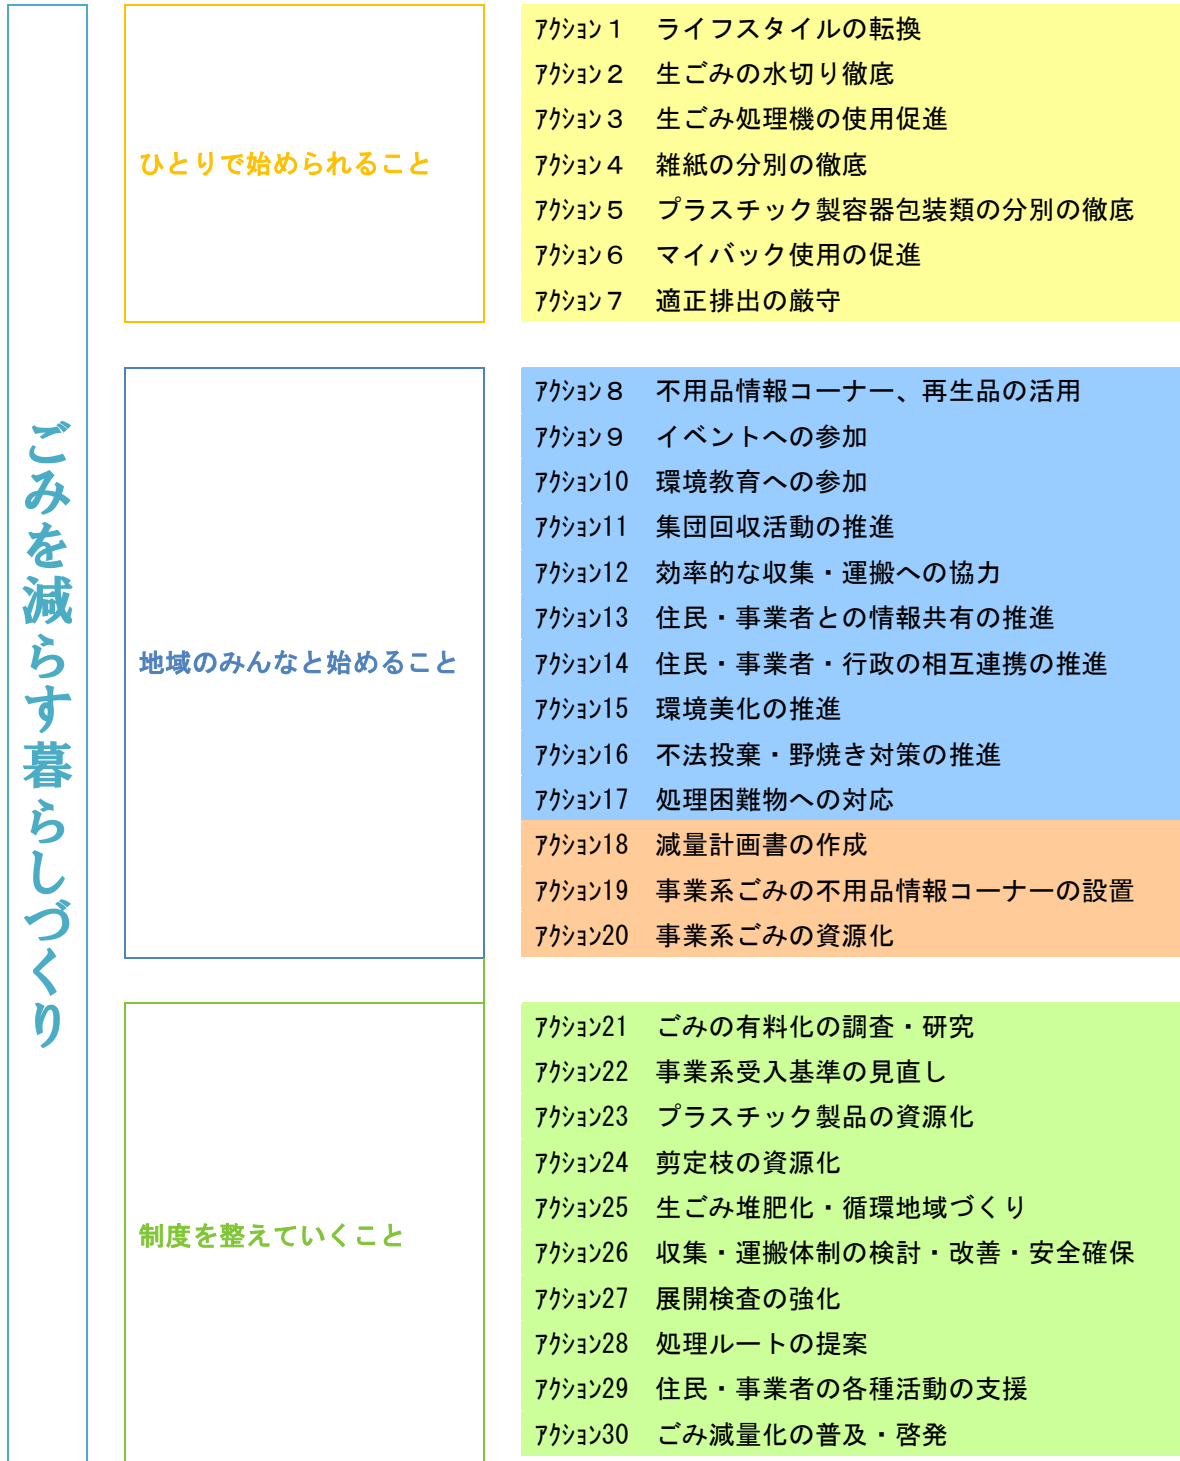 ごみを減らす暮らしづくり
ひとりで始められること
ｱｸｼｮﾝ１　ライフスタイルの転換
ｱｸｼｮﾝ２　生ごみの水切り徹底
ｱｸｼｮﾝ３　生ごみ処理機の使用促進
ｱｸｼｮﾝ４　雑紙の分別の徹底
ｱｸｼｮﾝ５　プラスチック製容器包装類の分別の徹底
ｱｸｼｮﾝ６　マイバック使用の促進
ｱｸｼｮﾝ７　適正排出の厳守
地域のみんなと始めること
ｱｸｼｮﾝ８　不用品情報コーナー、再生品の活用
ｱｸｼｮﾝ９　イベントへの参加
ｱｸｼｮﾝ10　環境教育への参加
ｱｸｼｮﾝ11　集団回収活動の推進
ｱｸｼｮﾝ12　効率的な収集・運搬への協力
ｱｸｼｮﾝ13　住民・事業者との情報共有の推進
ｱｸｼｮﾝ14　住民・事業者・行政の相互連携の推進
ｱｸｼｮﾝ15　環境美化の推進
ｱｸｼｮﾝ16　不法投棄・野焼き対策の推進
ｱｸｼｮﾝ17　処理困難物への対応
ｱｸｼｮﾝ18　減量計画書の作成
ｱｸｼｮﾝ19　事業系ごみの不用品情報コーナーの設置
ｱｸｼｮﾝ20　事業系ごみの資源化
制度を整えていくこと
ｱｸｼｮﾝ21　ごみの有料化の調査・研究
ｱｸｼｮﾝ22　事業系受入基準の見直し
ｱｸｼｮﾝ23　プラスチック製品の資源化
ｱｸｼｮﾝ24　剪定枝の資源化
ｱｸｼｮﾝ25　生ごみ堆肥化・循環地域づくり
ｱｸｼｮﾝ26　収集・運搬体制の検討・改善・安全確保
ｱｸｼｮﾝ27　展開検査の強化
ｱｸｼｮﾝ28　処理ルートの提案
ｱｸｼｮﾝ29　住民・事業者の各種活動の支援
ｱｸｼｮﾝ30　ごみ減量化の普及・啓発